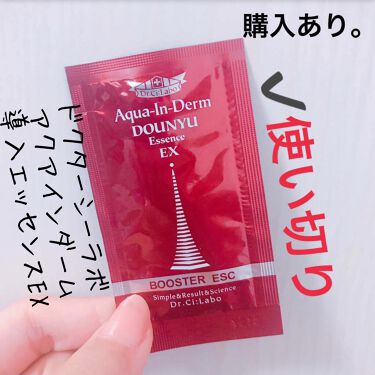 購入あり。
✓使い切り
Dr.Ci:Labo
Aqua-In-Derm
DOUNYU
Essence
EX
BOOSTER ESC
Simple&Result&Science
Dr.Ci:Labo
ドクターシーラボ
アクアインダーム
導入エッセンスEX